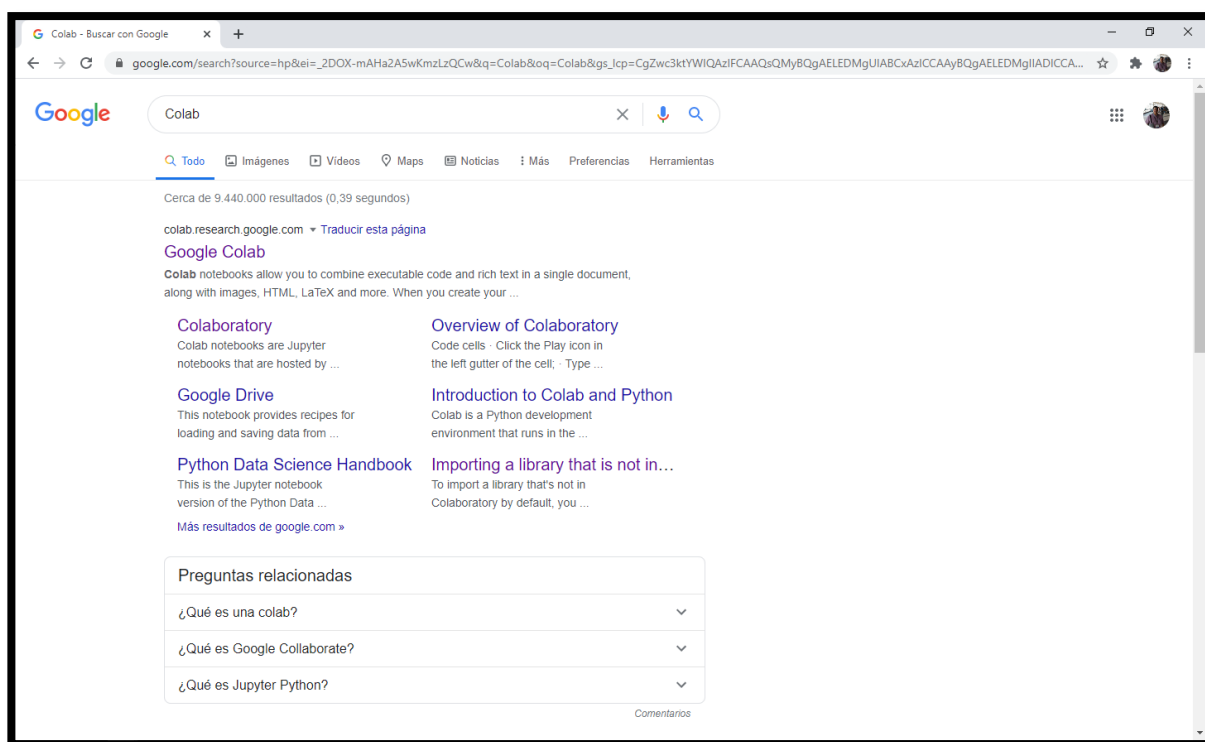 Colab - Buscar con Google
google.com/search?source=hp&ei=_2DOX-mAHa2A5wKmzLzQCw&q=Colab&oq=Colab&gs_lcp=CgZwc3ktYWIQAzIFCAAQsQMyBQgAELEDMgUIABCxAzICCAAyBQgAELEDMgIIADICCA...
Google
Colab
Todo Imágenes Vídeos Maps Noticias Más Preferencias Herramientas
Cerca de 9.440.000 resultados (0,39 segundos)
colab.research.google.com Traducir esta página
Google Colab
Colab notebooks allow you to combine executable code and rich text in a single document,
along with images, HTML, LaTeX and more. When you create your ...
Colaboratory
Colab notebooks are Jupyter
notebooks that are hosted by ...
Overview of Colaboratory
Code cells · Click the Play icon in
the left gutter of the cell; · Type ...
Google Drive
This notebook provides recipes for
loading and saving data from ...
Introduction to Colab and Python
Colab is a Python development
environment that runs in the ...
Python Data Science Handbook
This is the Jupyter notebook
version of the Python Data ...
Importing a library that is not in...
To import a library that's not in
Colaboratory by default, you ...
Más resultados de google.com »
Preguntas relacionadas
¿Qué es una colab?
¿Qué es Google Collaborate?
¿Qué es Jupyter Python?
Comentarios